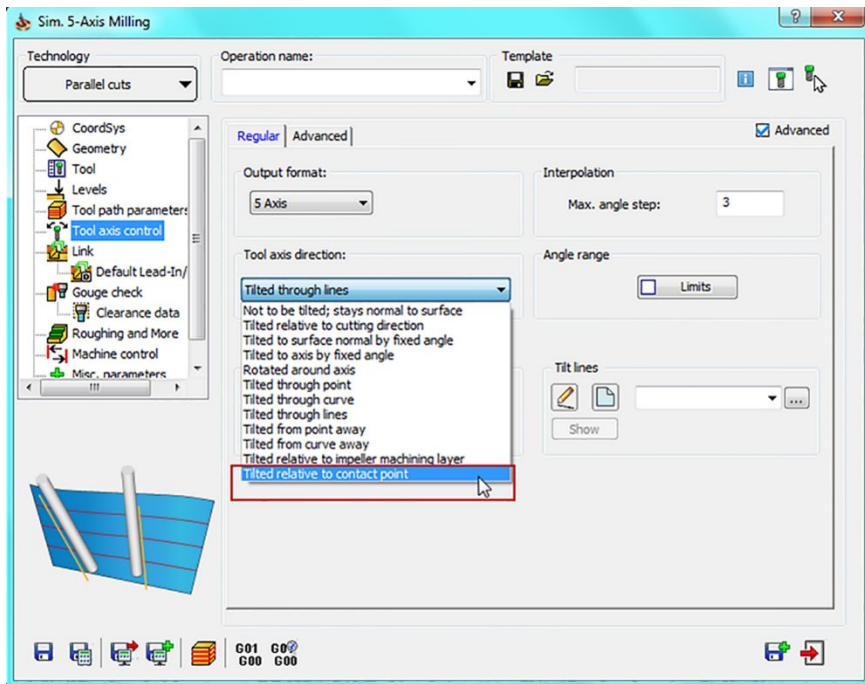 Sim. 5-Axis Milling
Technology
Operation name:
Template
Parallel cuts
CoordSys
Geometry
Tool
Levels
Tool path parameters
Tool axis control
Link
Default Lead-In/
Gouge check
Clearance data
Roughing and More
Machine control
Misc. parameters
Regular
Advanced
Advanced
Output format:
5 Axis
Interpolation
Max. angle step:
3
Tool axis direction:
Tilted through lines
Angle range
Limits
Not to be tilted; stays normal to surface
Tilted relative to cutting direction
Tilted to surface normal by fixed angle
Tilted to axis by fixed angle
Rotated around axis
Tilted through point
Tilted through curve
Tilted through lines
Tilted from point away
Tilted from curve away
Tilted relative to impeller machining layer
Tilted relative to contact point
Tilt lines
...
Show
G01 G0
G00 G00